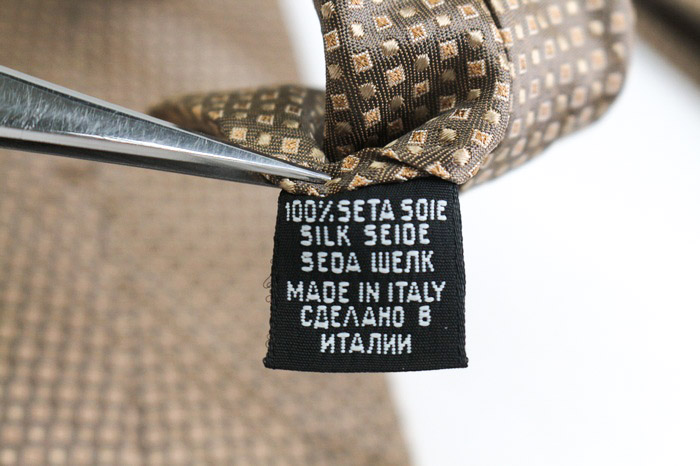 100% SETA SOIE
SILK SEIDE
SEDA ШЕЛК
MADE IN ITALY
СДЕЛАНО В
ИТАЛИИ